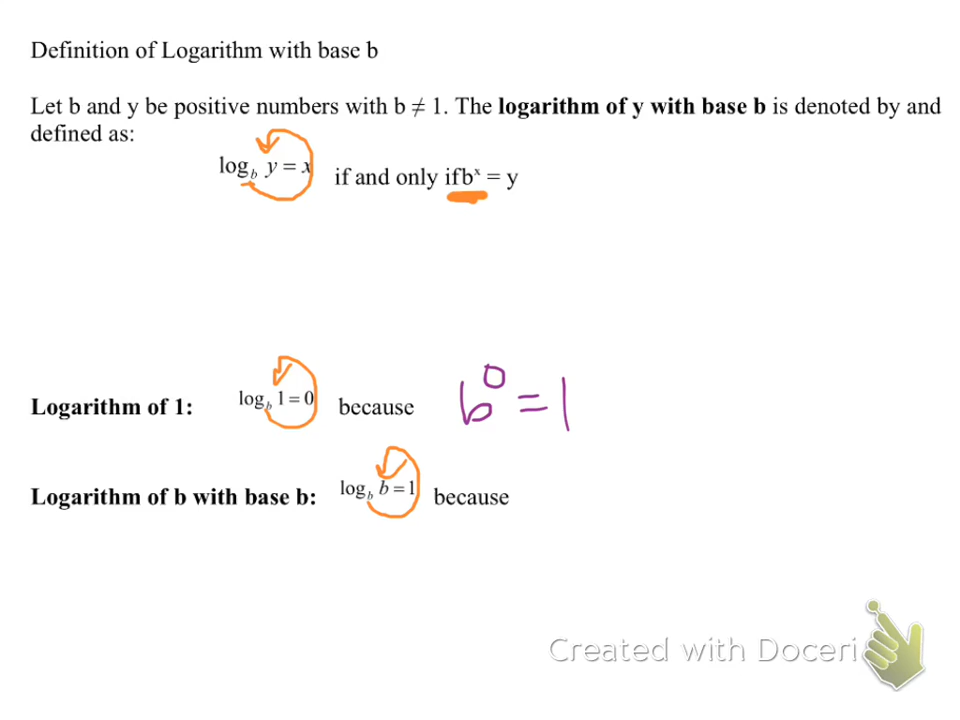 Definition of Logarithm with base b
Let b and y be positive numbers with b ≠ 1. The logarithm of y with base b is denoted by and
defined as:
log_b y = x if and only ifbˣ = y
Logarithm of 1: log_b 1 = 0 because b⁰ = 1
Logarithm of b with base b: log_b b = 1 because
Created with Doceri